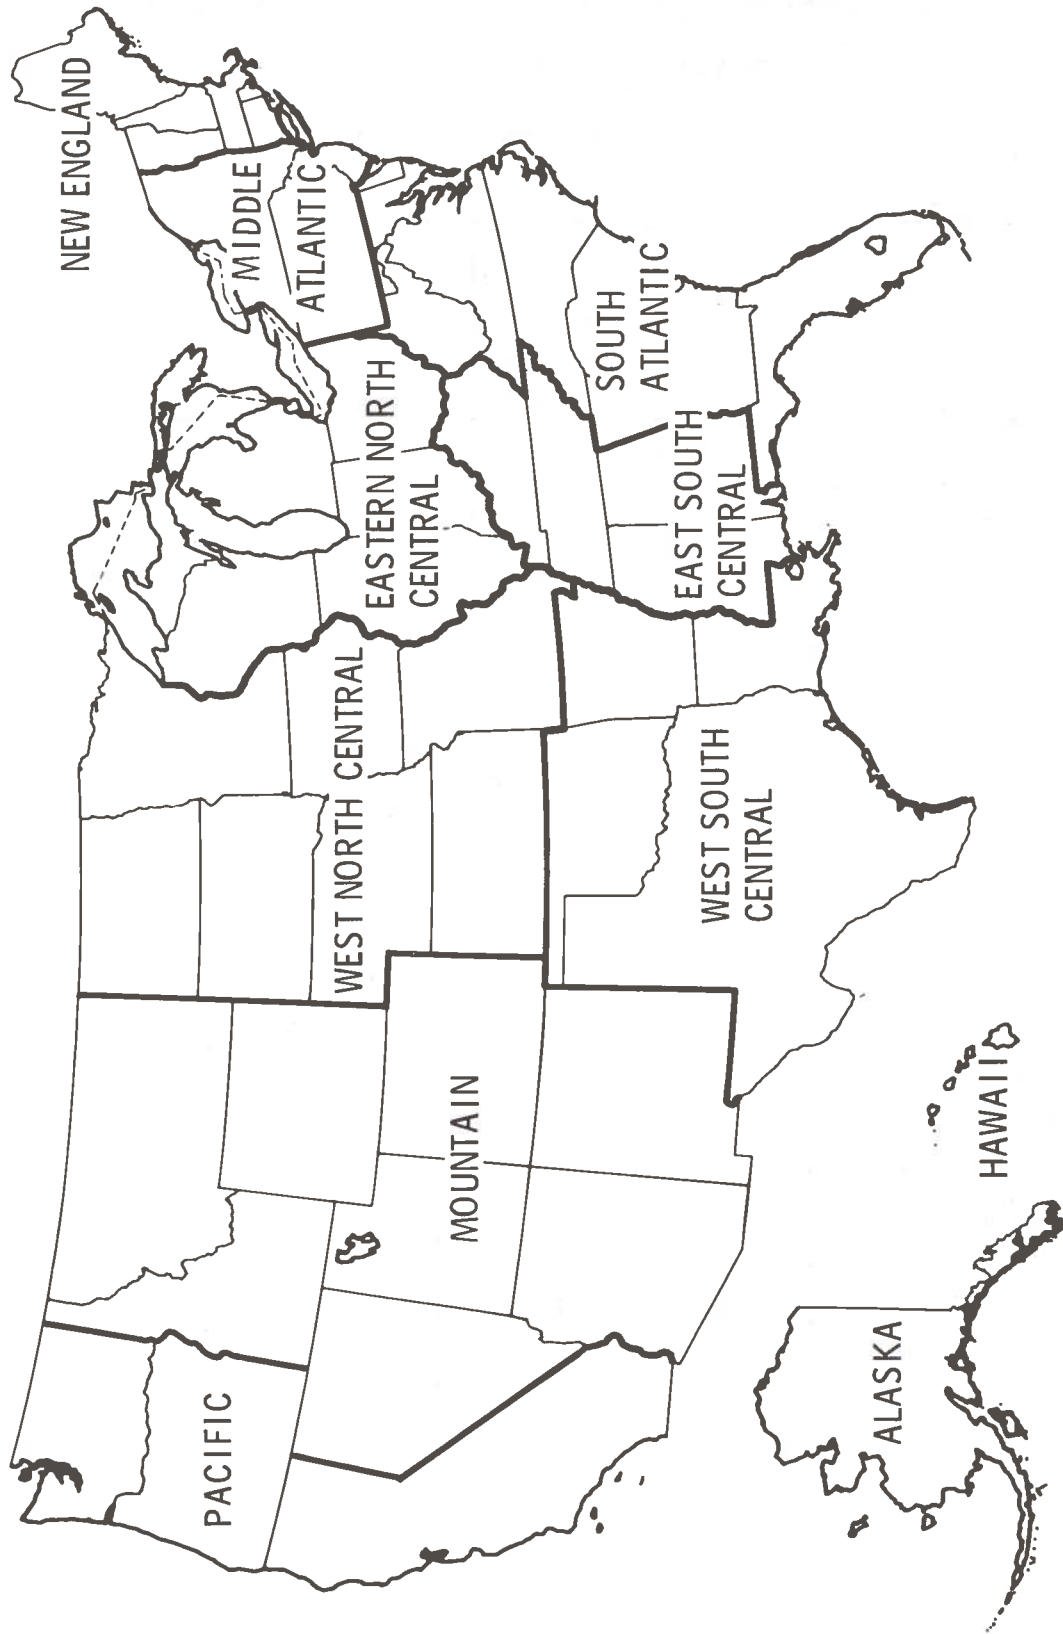 NEW ENGLAND
MIDDLE
ATLANTIC
SOUTH
ATLANTIC
EASTERN NORTH
CENTRAL
EAST SOUTH
CENTRAL
WEST NORTH CENTRAL
WEST SOUTH
CENTRAL
MOUNTAIN
PACIFIC
ALASKA
HAWAII